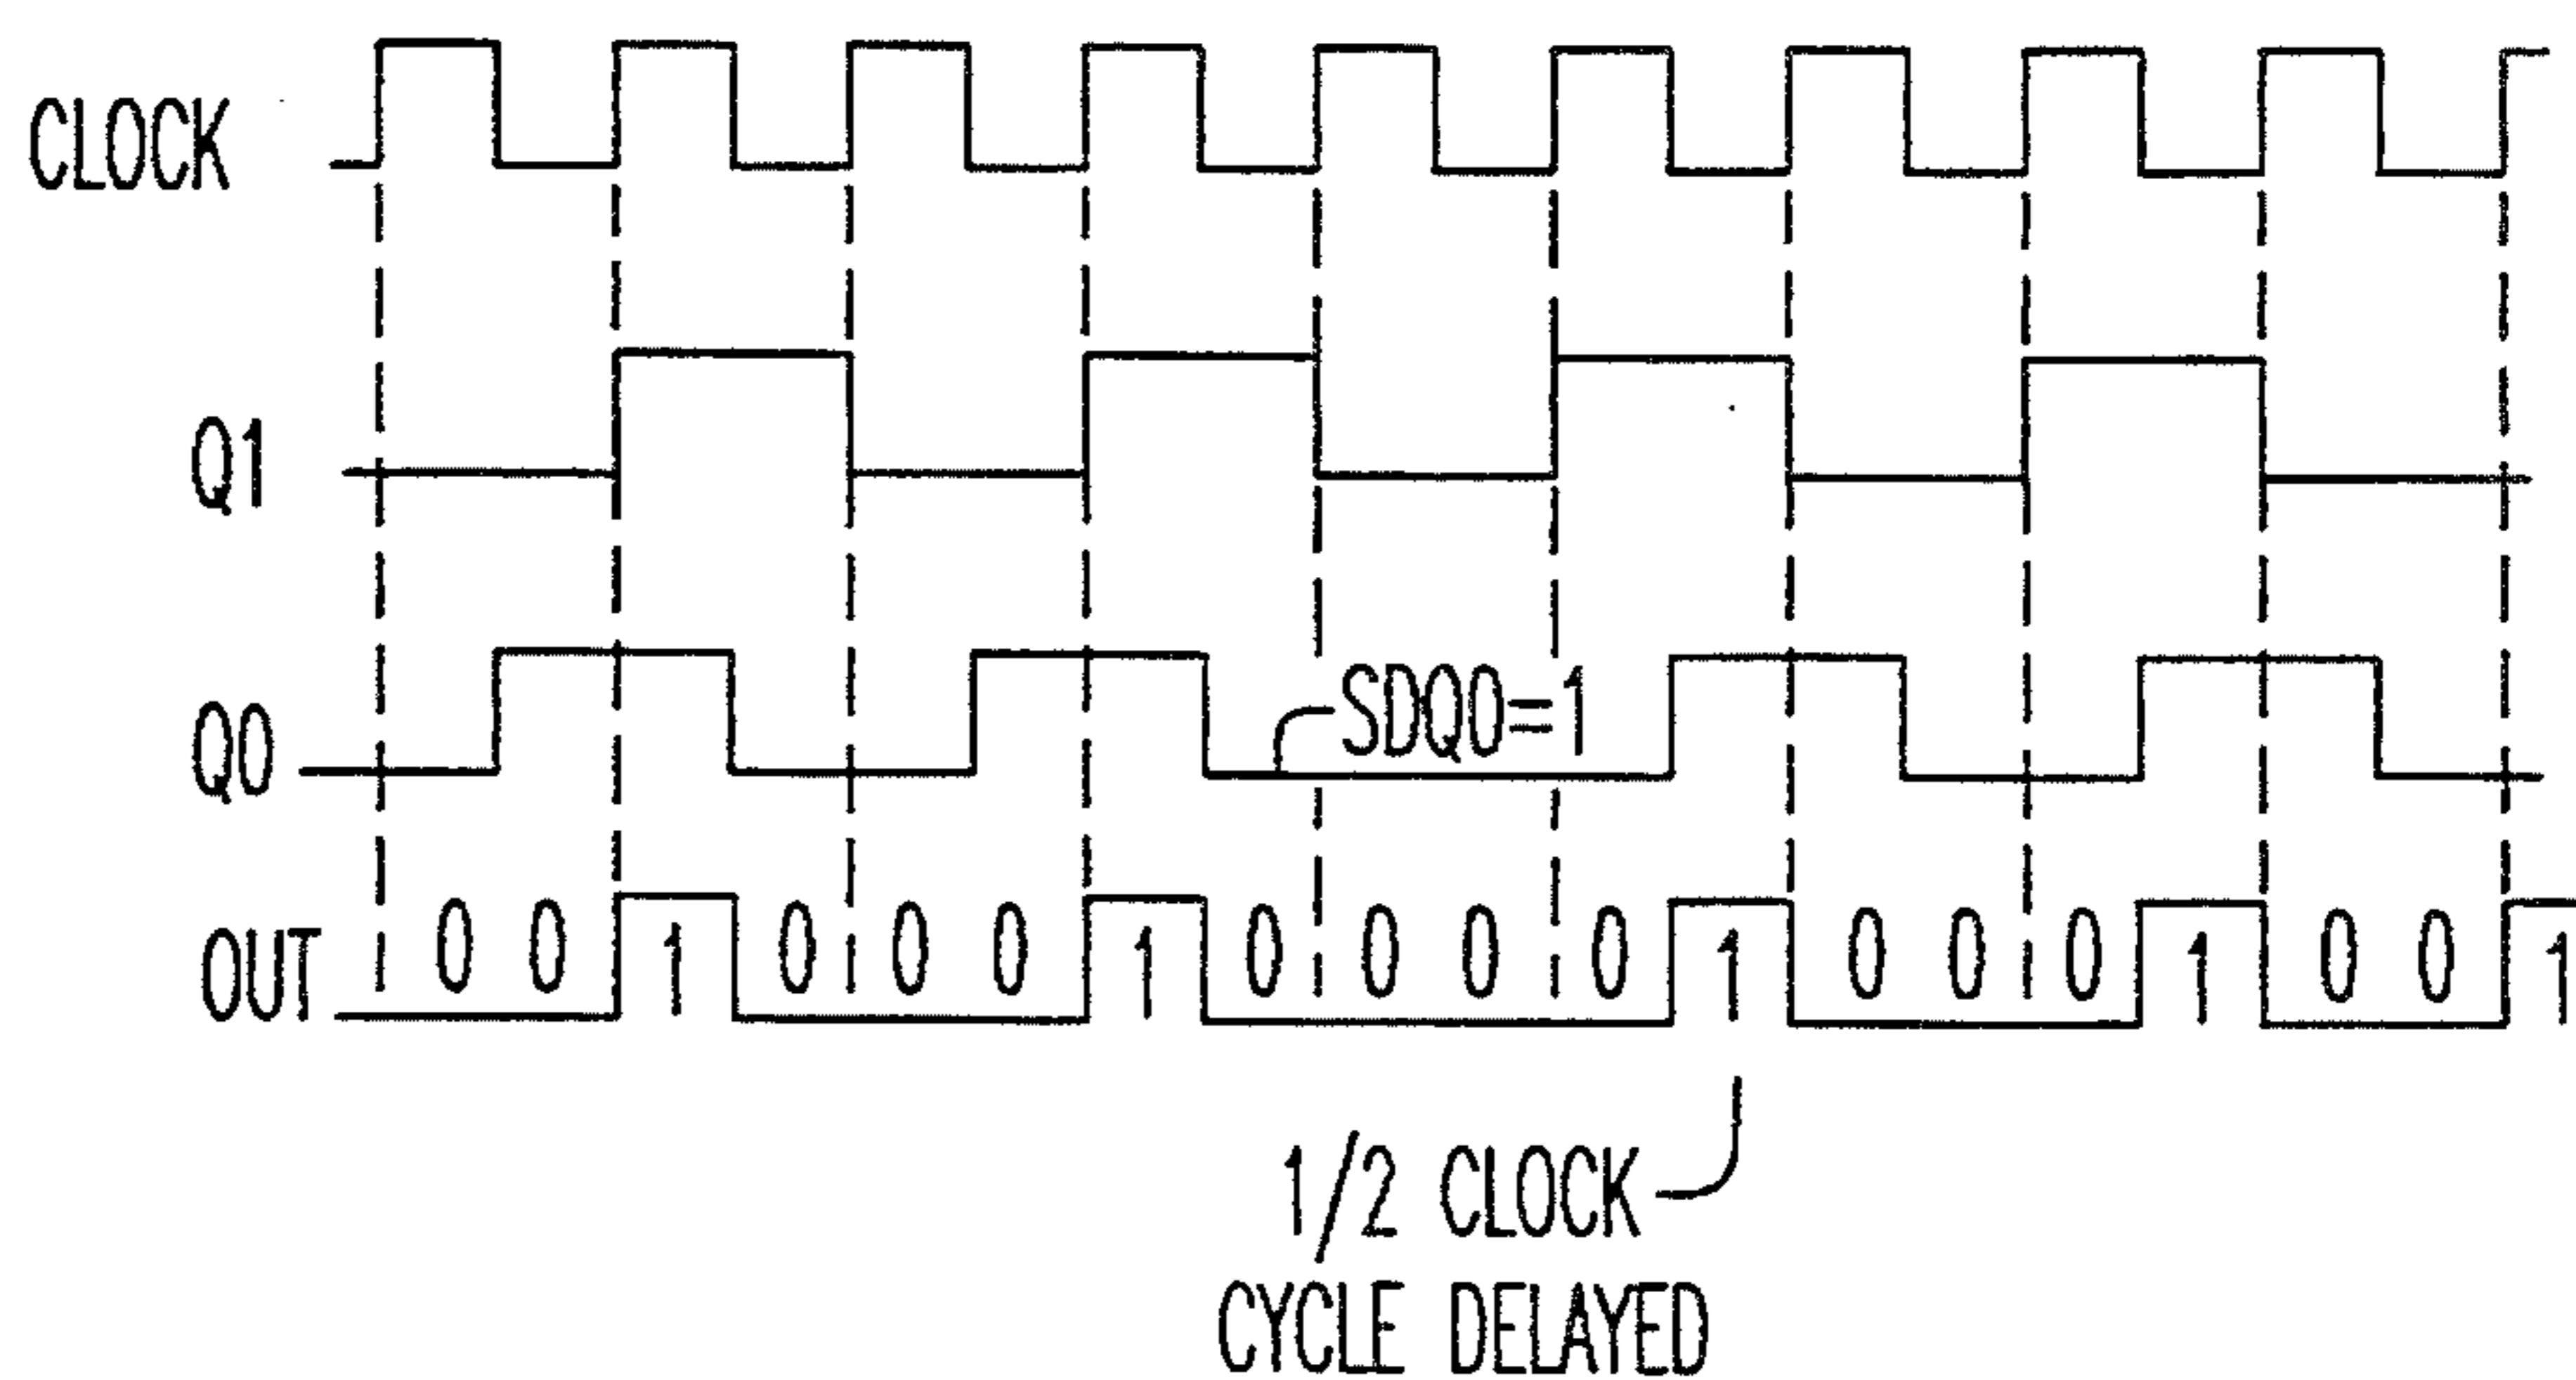 CLOCK
Q1
Q0
SDQ0=1
OUT 0 0 1 0 0 0 1 0 0 0 0 1 0 0 0 1 0 0 1
1/2 CLOCK
CYCLE DELAYED